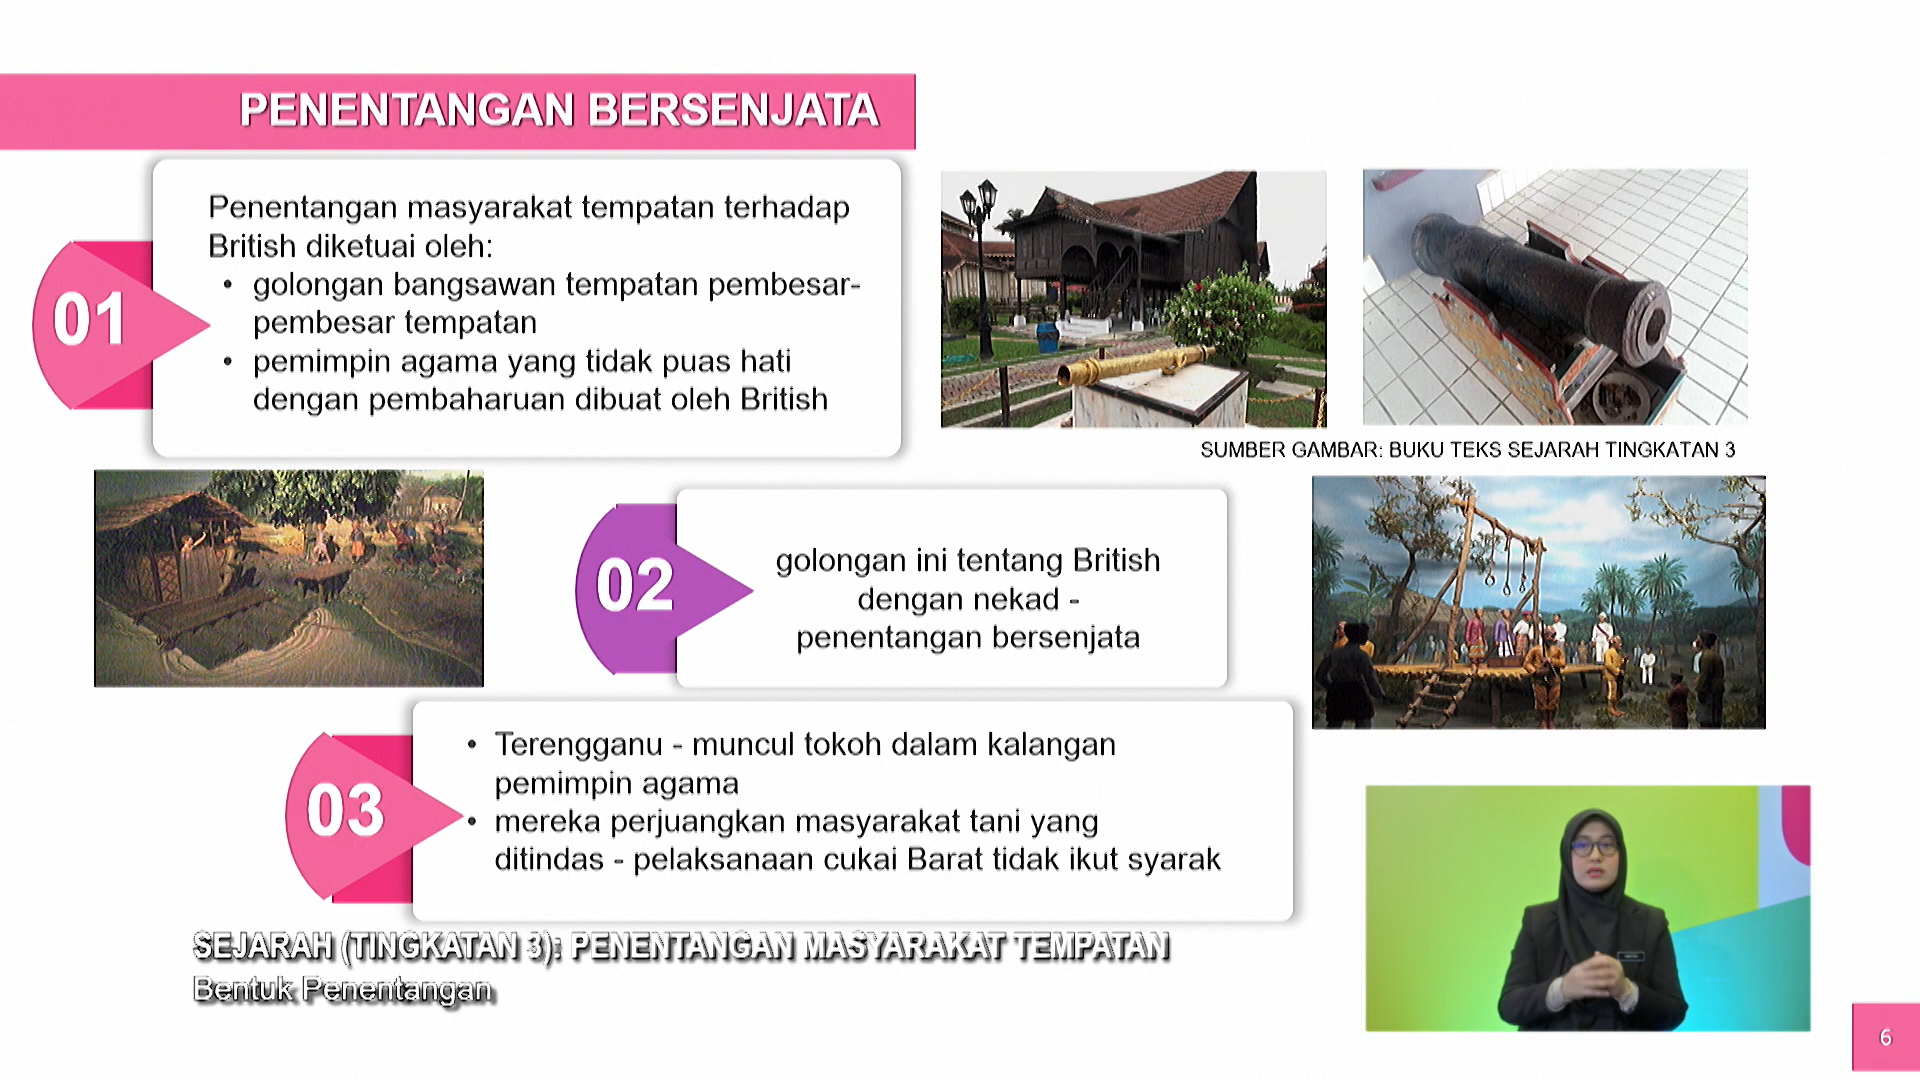 PENENTANGAN BERSENJATA
01
Penentangan masyarakat tempatan terhadap
British diketuai oleh:
• golongan bangsawan tempatan pembesar-
pembesar tempatan
• pemimpin agama yang tidak puas hati
dengan pembaharuan dibuat oleh British
SUMBER GAMBAR: BUKU TEKS SEJARAH TINGKATAN 3
02
golongan ini tentang British
dengan nekad -
penentangan bersenjata
03
• Terengganu - muncul tokoh dalam kalangan
pemimpin agama
• mereka perjuangkan masyarakat tani yang
ditindas - pelaksanaan cukai Barat tidak ikut syarak
SEJARAH (TINGKATAN 3): PENENTANGAN MASYARAKAT TEMPATAN
Bentuk Penentangan
6